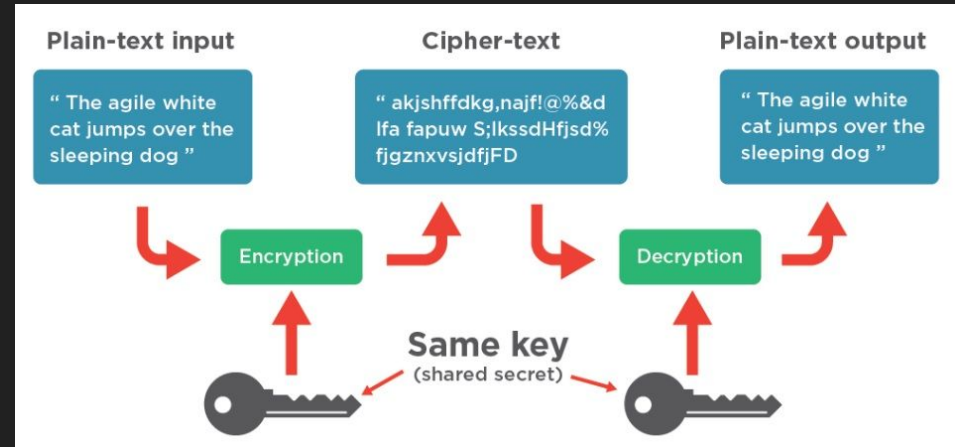 Plain-text input
“ The agile white
cat jumps over the
sleeping dog ”
Cipher-text
“ akjshffdkg,najf!@%&d
lfa fapuw S;lkssdHfjsd%
fjgznxvsjdfjFD
Plain-text output
“ The agile white
cat jumps over the
sleeping dog ”
Encryption
Decryption
Same key
(shared secret)